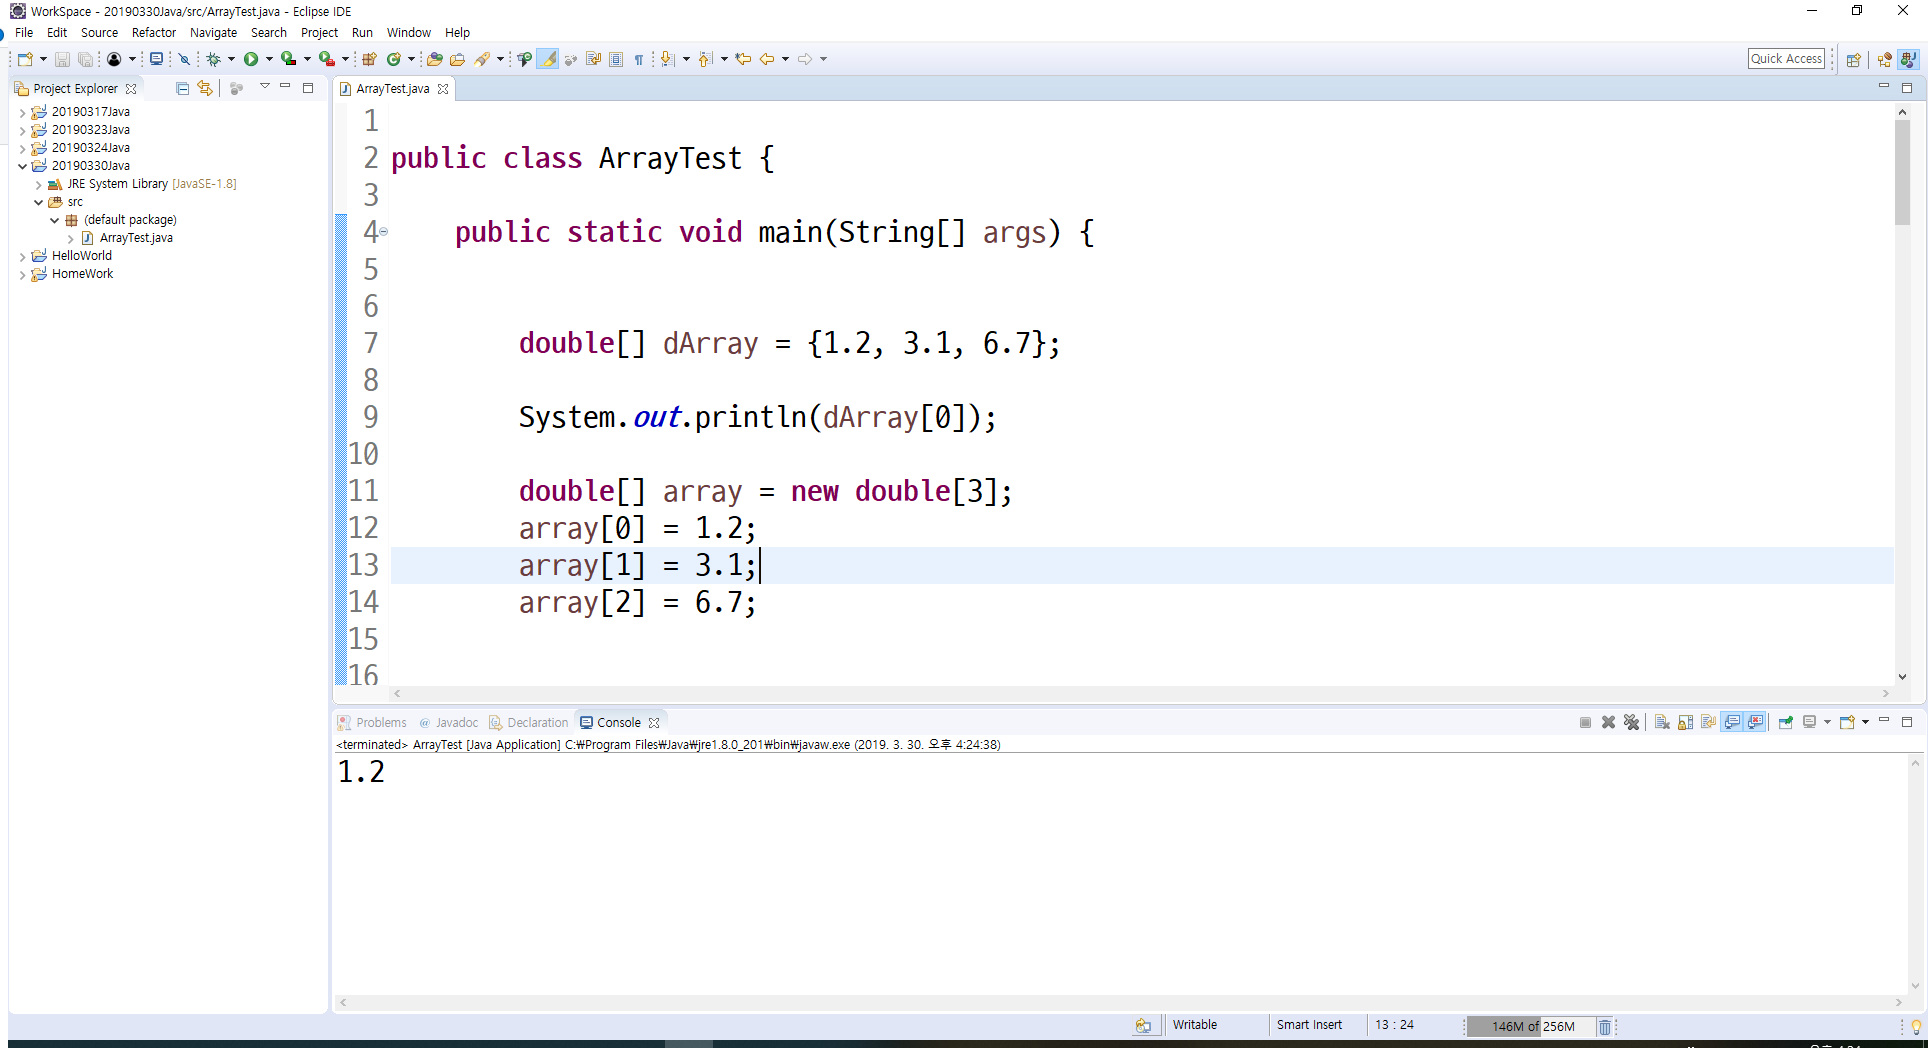 WorkSpace - 20190330Java/src/ArrayTest.java - Eclipse IDE
File Edit Source Refactor Navigate Search Project Run Window Help
Quick Access
Project Explorer
20190317Java
20190323Java
20190324Java
20190330Java
JRE System Library [JavaSE-1.8]
src
(default package)
ArrayTest.java
HelloWorld
HomeWork
ArrayTest.java
1
2 public class ArrayTest {
3
4 public static void main(String[] args) {
5
6
7 double[] dArray = {1.2, 3.1, 6.7};
8
9 System.out.println(dArray[0]);
10
11 double[] array = new double[3];
12 array[0] = 1.2;
13 array[1] = 3.1;
14 array[2] = 6.7;
15
16
Problems @ Javadoc Declaration Console
<terminated> ArrayTest [Java Application] C:₩Program Files₩Java₩jre1.8.0_201₩bin₩javaw.exe (2019. 3. 30. 오후 4:24:38)
1.2
Writable Smart Insert 13 : 24 146M of 256M